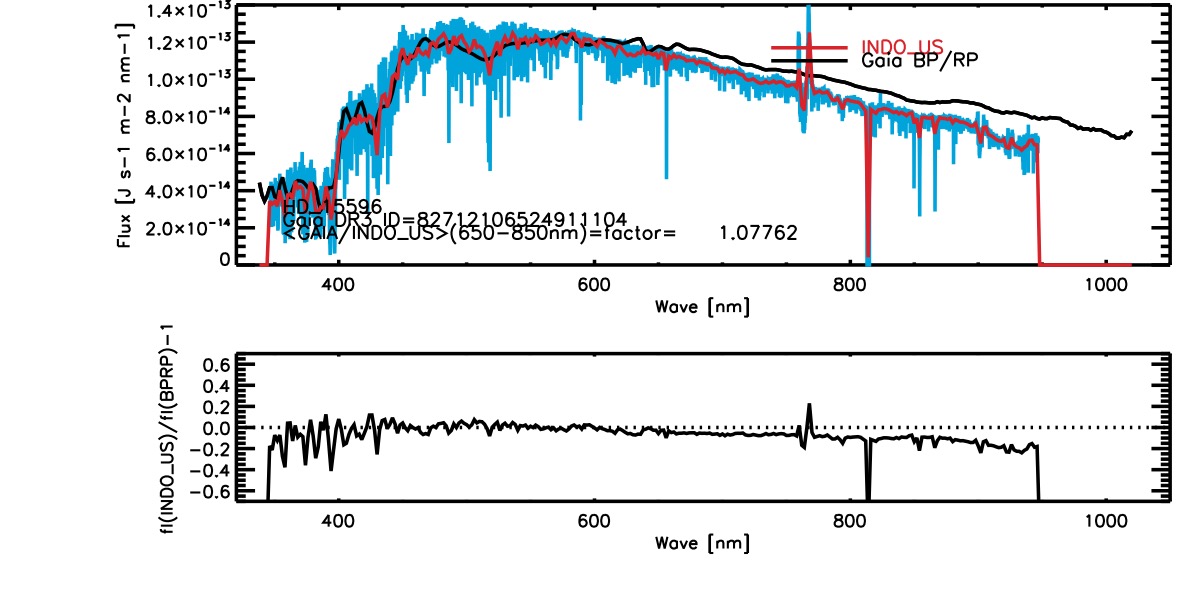 1.4×10⁻¹³
1.2×10⁻¹³
1.0×10⁻¹³
8.0×10⁻¹⁴
6.0×10⁻¹⁴
4.0×10⁻¹⁴
2.0×10⁻¹⁴
0
Flux [J s−1 m−2 nm−1]
INDO_US
Gaia BP/RP
HD_15596
Gaia DR3 ID=82712106524911104
<GAIA/INDO_US>(650−850nm)=factor= 1.07762
400 600 800 1000
Wave [nm]
0.6
0.4
0.2
0.0
−0.2
−0.4
−0.6
fl(INDO_US)/fl(BPRP)−1
400 600 800 1000
Wave [nm]